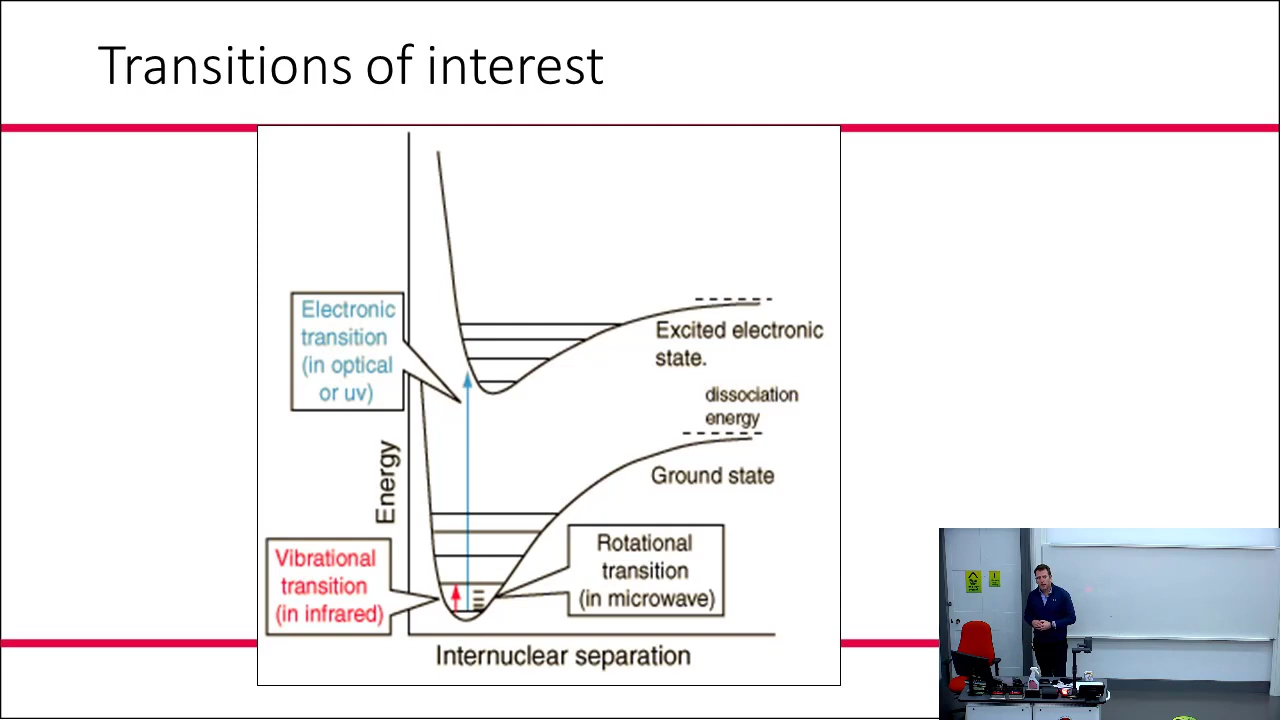 Transitions of interest
Electronic
transition
(in optical
or uv)
Excited electronic
state.
dissociation
energy
Ground state
Energy
Vibrational
transition
(in infrared)
Rotational
transition
(in microwave)
Internuclear separation